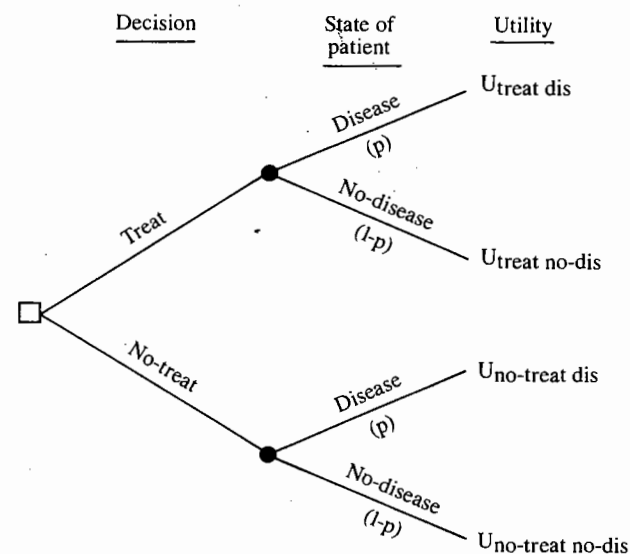 Decision
State of
patient
Utility
Disease
(p)
Utreat dis
Treat
No-disease
(1-p)
Utreat no-dis
No-treat
Disease
(p)
Uno-treat dis
No-disease
(1-p)
Uno-treat no-dis